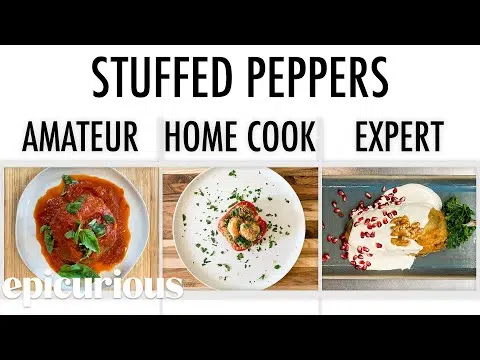 STUFFED PEPPERS
AMATEUR
HOME COOK
EXPERT
epicurious